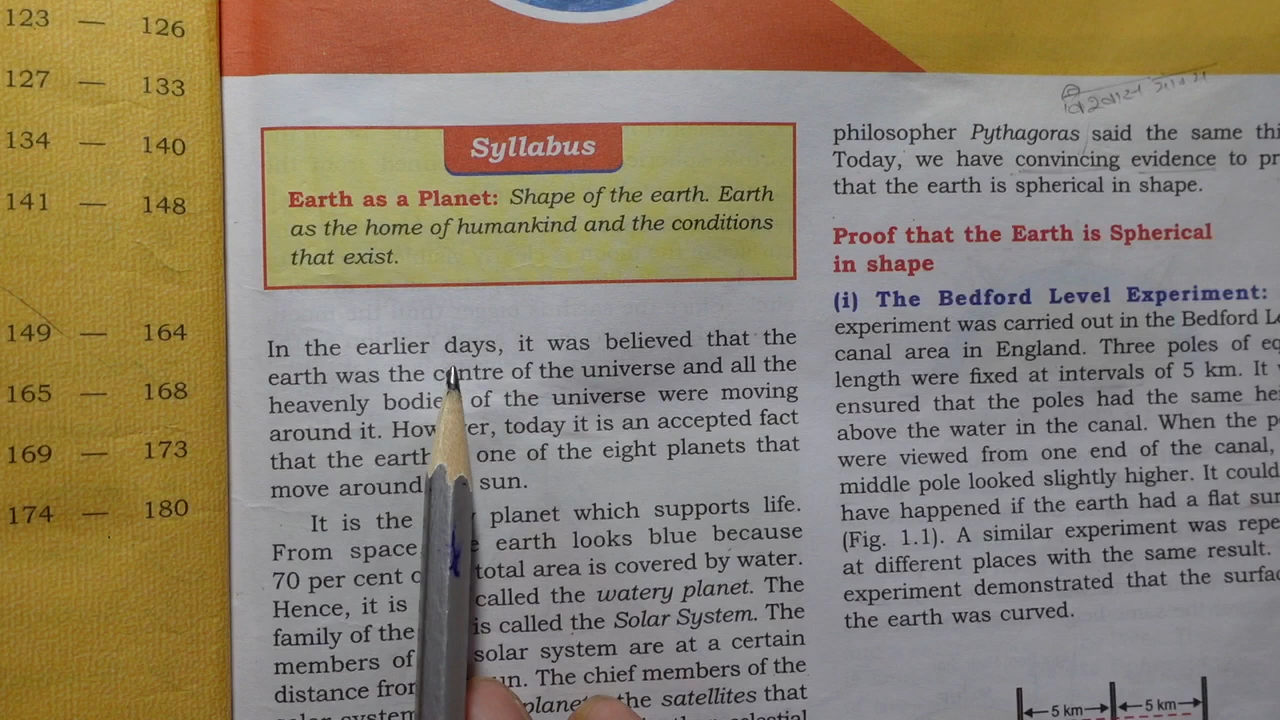 123 — 126
127 — 133
134 — 140
141 — 148
149 — 164
165 — 168
169 — 173
174 — 180
Syllabus
Earth as a Planet: Shape of the earth. Earth
as the home of humankind and the conditions
that exist.
In the earlier days, it was believed that the
earth was the centre of the universe and all the
heavenly bodies of the universe were moving
around it. However, today it is an accepted fact
that the earth one of the eight planets that
move around sun.
It is the planet which supports life.
From space earth looks blue because
70 per cent total area is covered by water.
Hence, it is called the watery planet. The
family of the is called the Solar System. The
members of solar system are at a certain
distance from The chief members of the
system the satellites that
celestial
philosopher Pythagoras said the same
Today, we have convincing evidence to
that the earth is spherical in shape.
Proof that the Earth is Spherical
in shape
(i) The Bedford Level Experiment:
experiment was carried out in the Bedford
canal area in England. Three poles of
length were fixed at intervals of 5 km. It
ensured that the poles had the same
above the water in the canal. When the
were viewed from one end of the canal,
middle pole looked slightly higher. It could
have happened if the earth had a flat
(Fig. 1.1). A similar experiment was
at different places with the same result.
experiment demonstrated that the
the earth was curved.
5 km 5 km